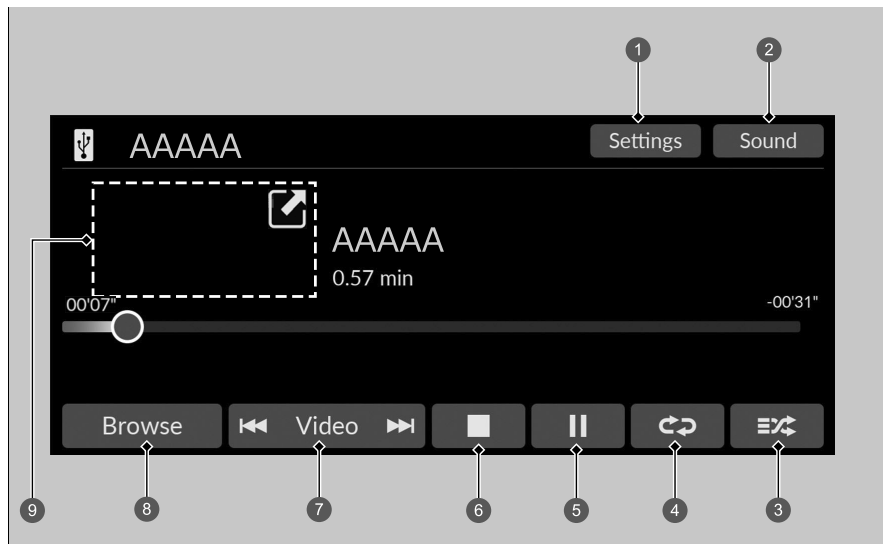 1 2
AAAAA Settings Sound
AAAAA
0.57 min
00'07" -00'31"
Browse Video
9 8 7 6 5 4 3